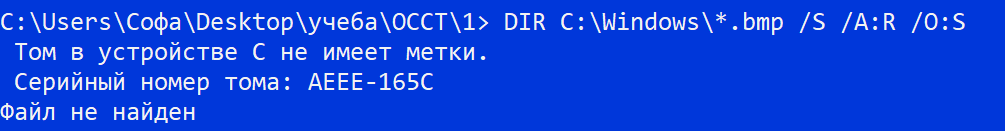 C:\Users\Софа\Desktop\учеба\ОССТ\1> DIR C:\Windows\*.bmp /S /A:R /O:S
Том в устройстве C не имеет метки.
Серийный номер тома: AEEE-165C
Файл не найден